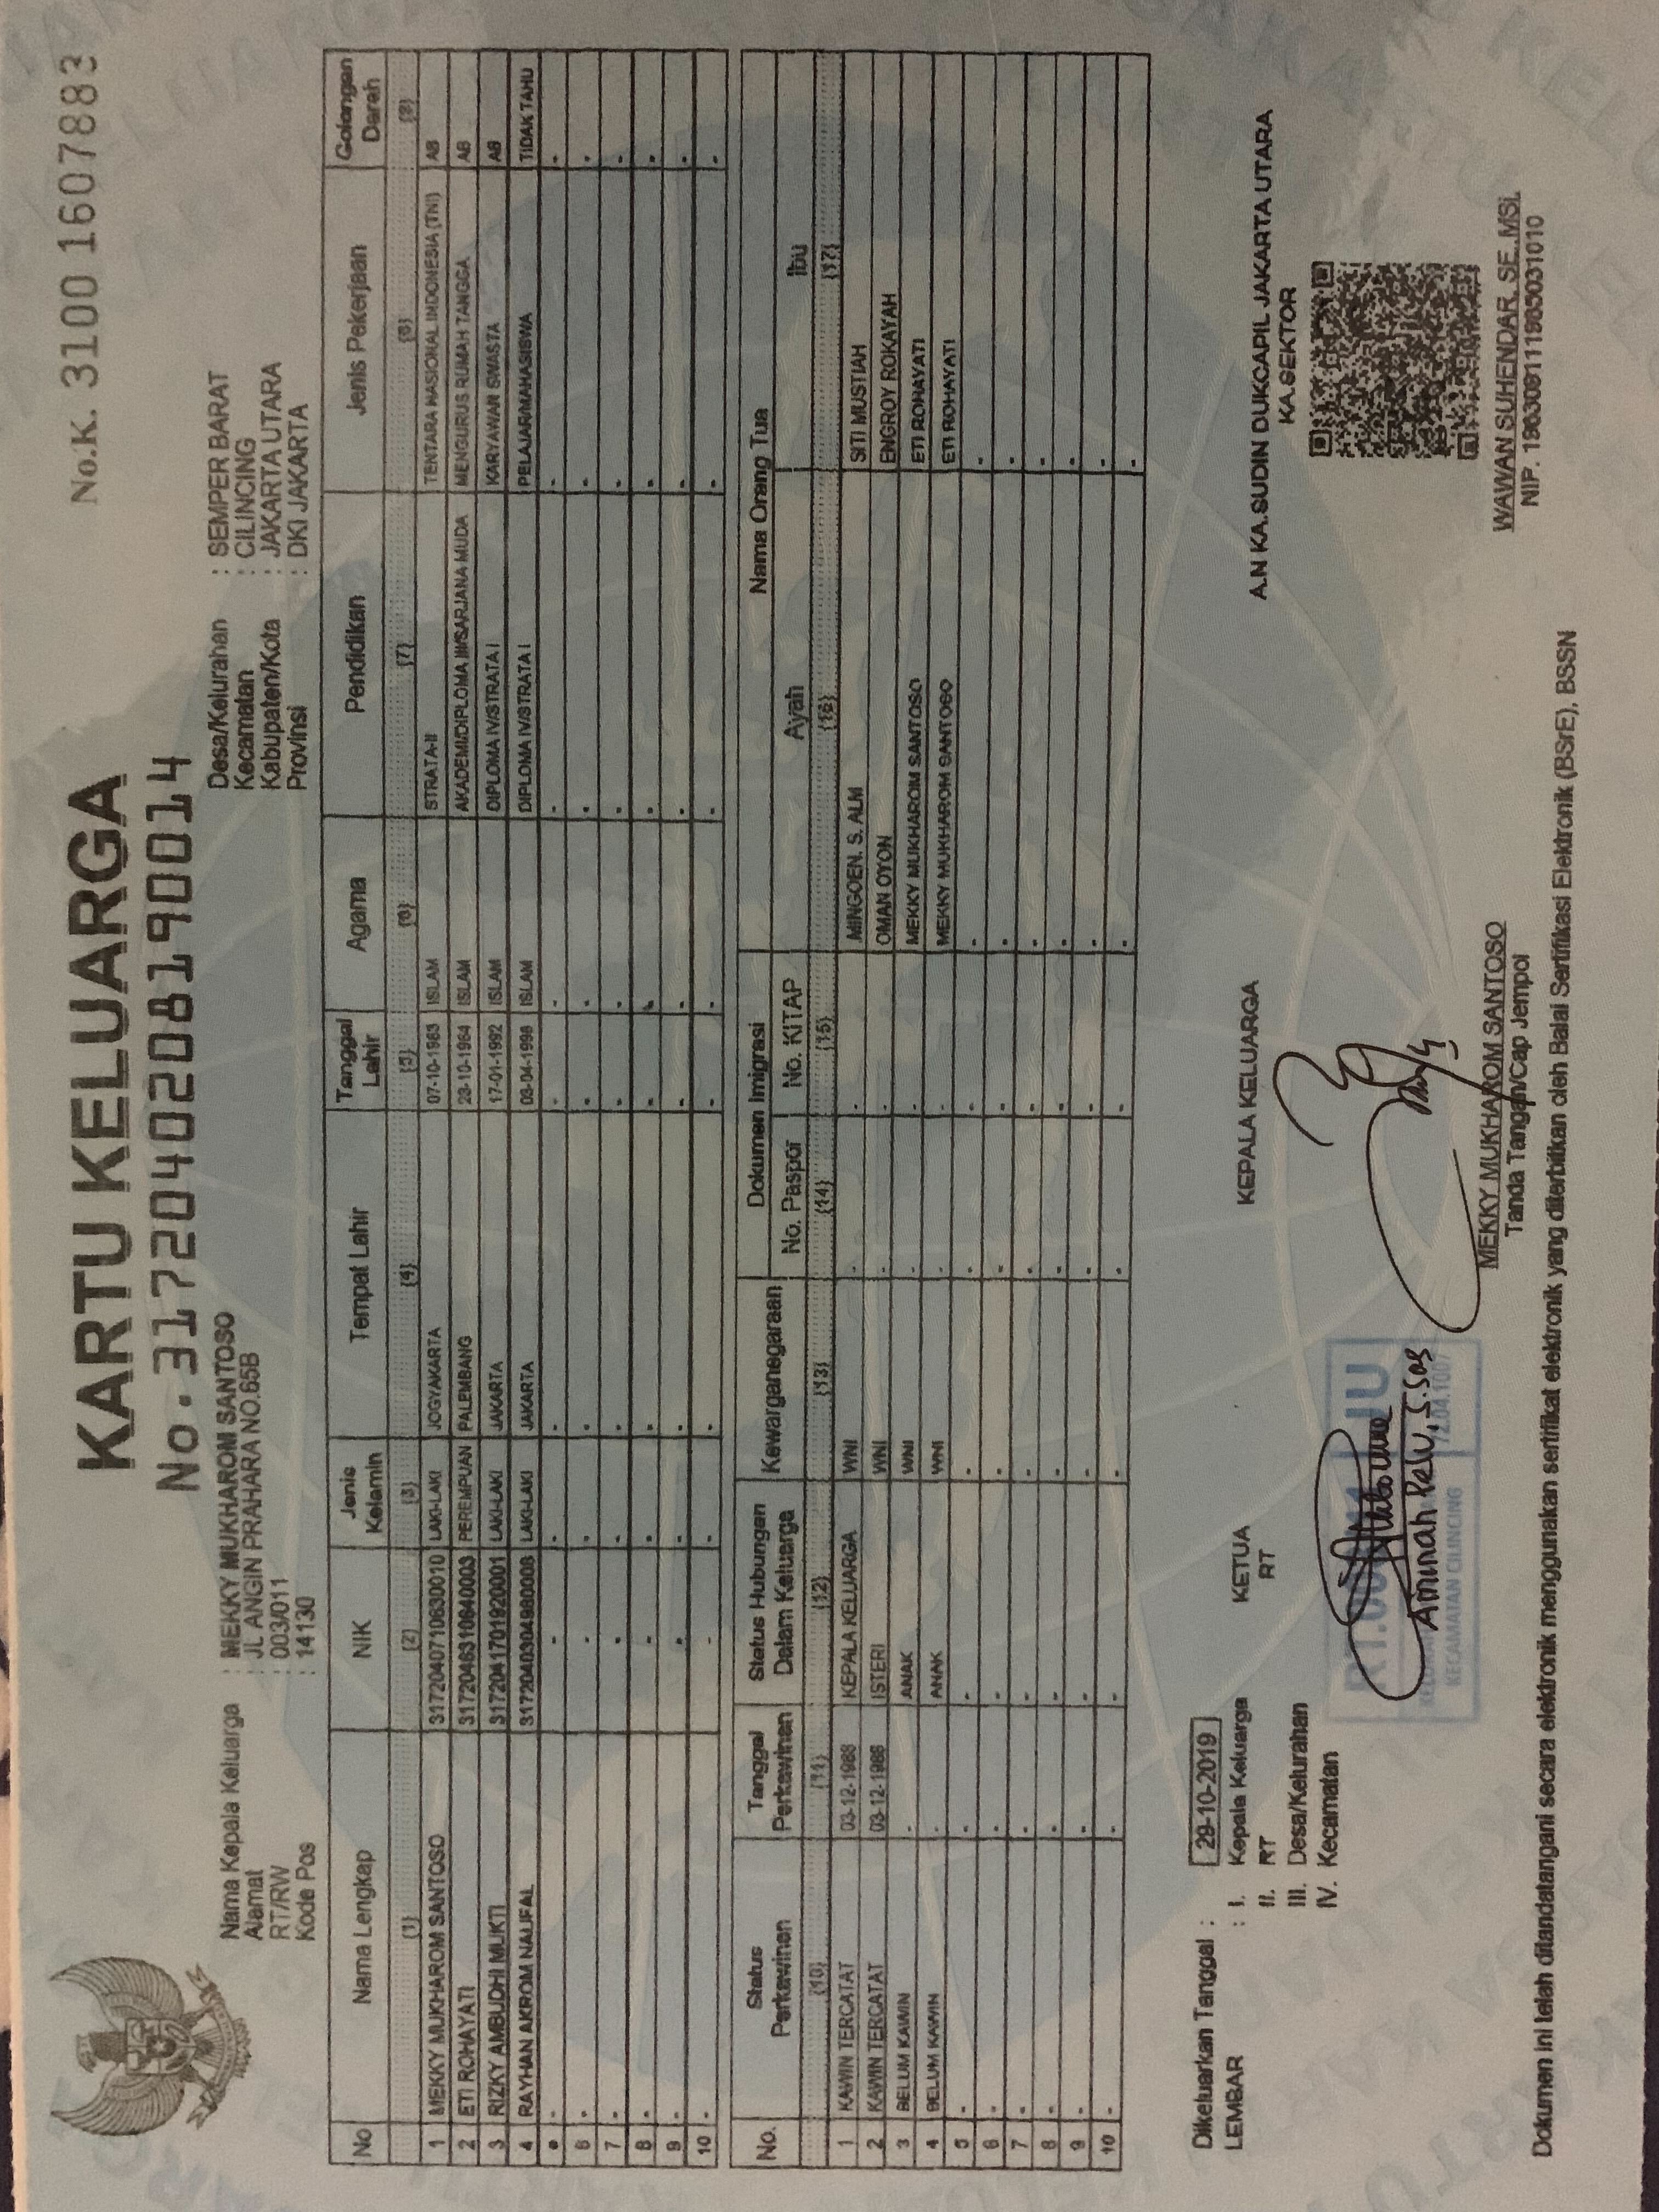 KARTU KELUARGA
No.K. 3100 1607883
No. 3172040208190014
Nama Kepala Keluarga : MEKKY MUKHAROM SANTOSO
Alamat : JL ANGIN PRAHARA NO.65B
RT/RW : 003/011
Kode Pos : 14130
Desa/Kelurahan : SEMPER BARAT
Kecamatan : CILINCING
Kabupaten/Kota : JAKARTA UTARA
Provinsi : DKI JAKARTA
No Nama Lengkap NIK Jenis Kelamin Tempat Lahir Tanggal Lahir Agama Pendidikan Jenis Pekerjaan Golongan Darah
(1) (2) (3) (4) (5) (6) (7) (8) (9)
1 MEKKY MUKHAROM SANTOSO 3172040710630010 LAKI-LAKI JOGYAKARTA 07-10-1963 ISLAM STRATA-II TENTARA NASIONAL INDONESIA (TNI) AB
2 ETI ROHAYATI 3172046310640003 PEREMPUAN PALEMBANG 23-10-1964 ISLAM AKADEMI/DIPLOMA III/SARJANA MUDA MENGURUS RUMAH TANGGA AB
3 RIZKY AMBUDHI MUKTI 3172041701920001 LAKI-LAKI JAKARTA 17-01-1992 ISLAM DIPLOMA IV/STRATA I KARYAWAN SWASTA AB
4 RAYHAN AKROM NAUFAL 3172040304980008 LAKI-LAKI JAKARTA 03-04-1998 ISLAM DIPLOMA IV/STRATA I PELAJAR/MAHASISWA TIDAK TAHU
- - - - - - - - -
6 - - - - - - - - -
7 - - - - - - - - -
8 - - - - - - - - -
9 - - - - - - - - -
10 - - - - - - - - -
No. Status Perkawinan Tanggal Perkawinan Status Hubungan Dalam Keluarga Kewarganegaraan Dokumen Imigrasi Nama Orang Tua
No. Paspor No. KITAP Ayah Ibu
(10) (11) (12) (13) (14) (15) (16) (17)
1 KAWIN TERCATAT KEPALA KELUARGA WNI - - MINGOEN. S. ALM SITI MUSTIAH
2 KAWIN TERCATAT ISTERI WNI - - OMAN OYON ENGROY ROKAYAH
3 BELUM KAWIN - ANAK WNI - - MEKKY MUKHAROM SANTOSO ETI ROHAYATI
4 BELUM KAWIN - ANAK WNI - - MEKKY MUKHAROM SANTOSO ETI ROHAYATI
5 - - - - - - - -
6 - - - - - - - -
7 - - - - - - - -
8 - - - - - - - -
9 - - - - - - - -
10 - - - - - - - -
Dikeluarkan Tanggal : 29-10-2019
LEMBAR : I. Kepala Keluarga
II. RT
III. Desa/Kelurahan
IV. Kecamatan
KETUA
RT
RT. JU
Aminah Pelu, S.Sos
KECAMATAN CILINCING 72.04.1007
KEPALA KELUARGA
MEKKY MUKHAROM SANTOSO
Tanda Tangan/Cap Jempol
A.N KA.SUDIN DUKCAPIL JAKARTA UTARA
KA.SEKTOR
WAWAN SUHENDAR, SE.,MSi.
NIP. 196309111985031010
Dokumen ini telah ditandatangani secara elektronik menggunakan sertifikat elektronik yang diterbitkan oleh Balai Sertifikasi Elektronik (BSrE), BSSN